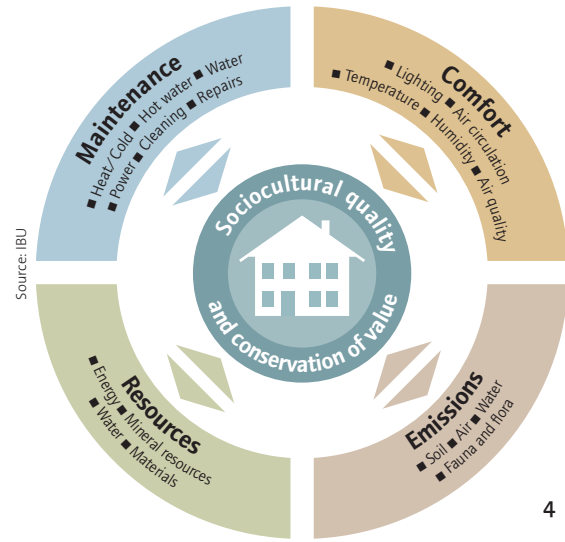 Maintenance
■ Heat/Cold ■ Hot water ■ Water
■ Power ■ Cleaning ■ Repairs
Comfort
■ Lighting ■ Air circulation
■ Temperature ■ Humidity ■ Air quality
Sociocultural quality
and conservation of value
Source: IBU
Resources
■ Energy ■ Mineral resources
■ Water ■ Materials
Emissions
■ Soil ■ Air ■ Water
■ Fauna and flora
4